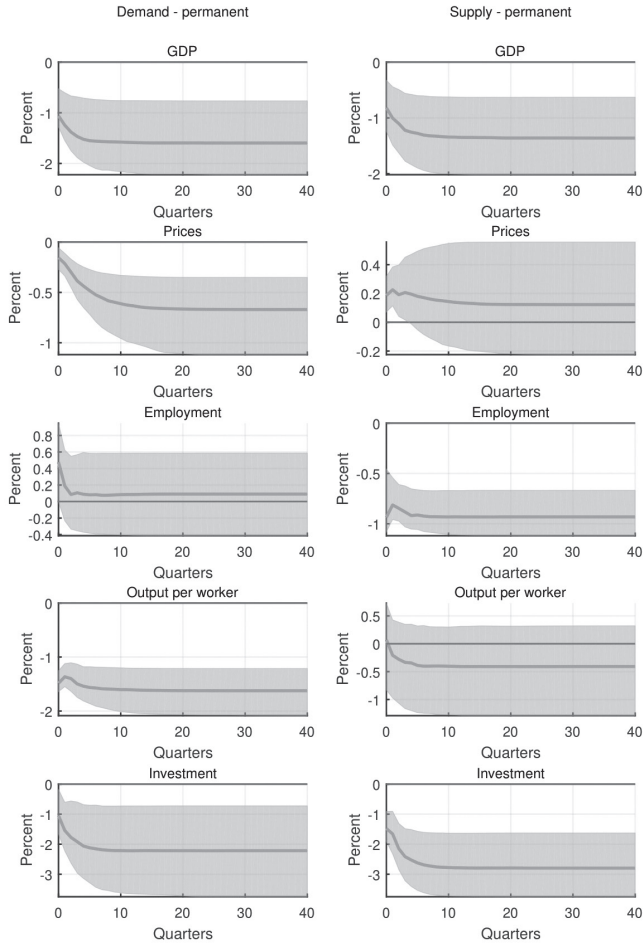 Demand - permanent
Supply - permanent
GDP
0
-1
-2
Percent
0 10 20 30 40
Quarters
GDP
0
-1
-2
Percent
0 10 20 30 40
Quarters
Prices
0
-0.5
-1
Percent
0 10 20 30 40
Quarters
Prices
0.4
0.2
0
-0.2
Percent
0 10 20 30 40
Quarters
Employment
0.8
0.6
0.4
0.2
0
-0.2
-0.4
Percent
0 10 20 30 40
Quarters
Employment
0
-0.5
-1
Percent
0 10 20 30 40
Quarters
Output per worker
0
-1
-2
Percent
0 10 20 30 40
Quarters
Output per worker
0.5
0
-0.5
-1
Percent
0 10 20 30 40
Quarters
Investment
0
-1
-2
-3
Percent
0 10 20 30 40
Quarters
Investment
0
-1
-2
-3
Percent
0 10 20 30 40
Quarters